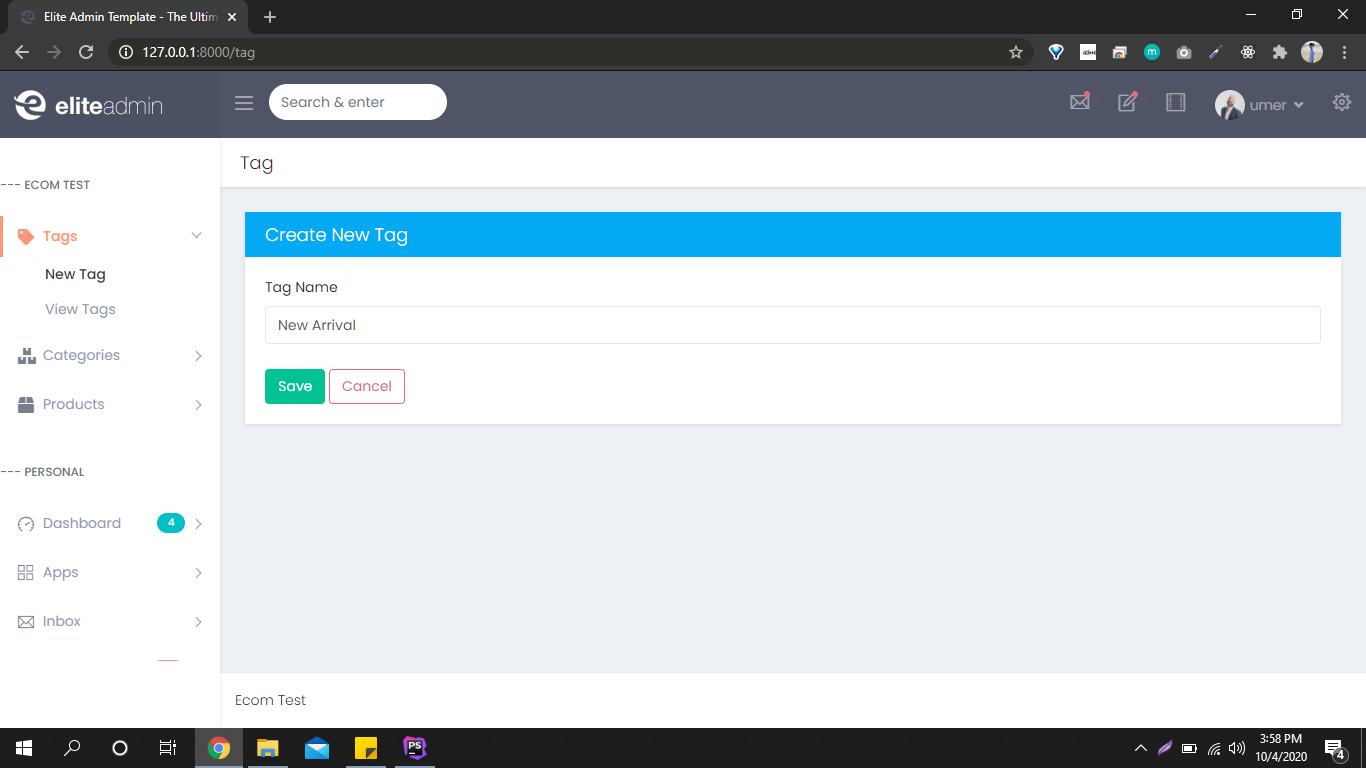 Elite Admin Template - The Ultim
127.0.0.1:8000/tag
eliteadmin
Search & enter
umer
Tag
--- ECOM TEST
Tags
New Tag
View Tags
Categories
Products
--- PERSONAL
Dashboard 4
Apps
Inbox
Create New Tag
Tag Name
New Arrival
Save Cancel
Ecom Test
PS
3:58 PM
10/4/2020
4